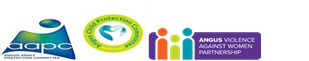 aapc
ANGUS ADULT
PROTECTION COMMITTEE
Angus Child Protection Committee
ANGUS VIOLENCE
AGAINST WOMEN
PARTNERSHIP